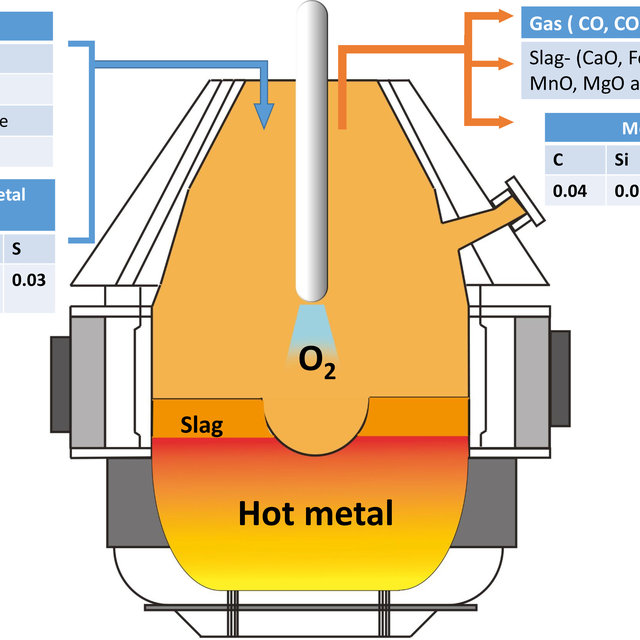 Gas ( CO, CO
Slag- (CaO, Fe
MnO, MgO a
e
etal
S
0.03
M
C Si
0.04 0.0
O2
Slag
Hot metal